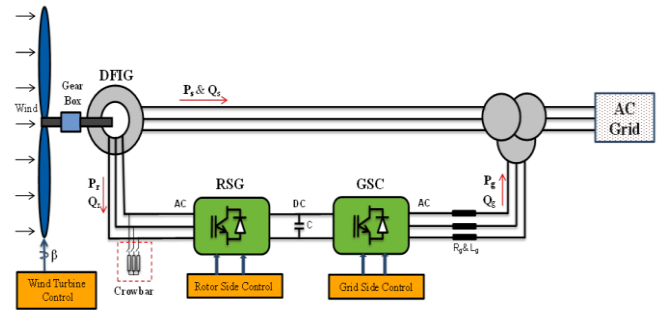 DFIG
Gear
Box
Wind
Ps & Qs
AC
Grid
Pr
Qr
AC
RSG
DC
C
GSC
AC
Pg
Qg
Rg& Lg
β
Wind Turbine
Control
Crowbar
Rotor Side Control
Grid Side Control